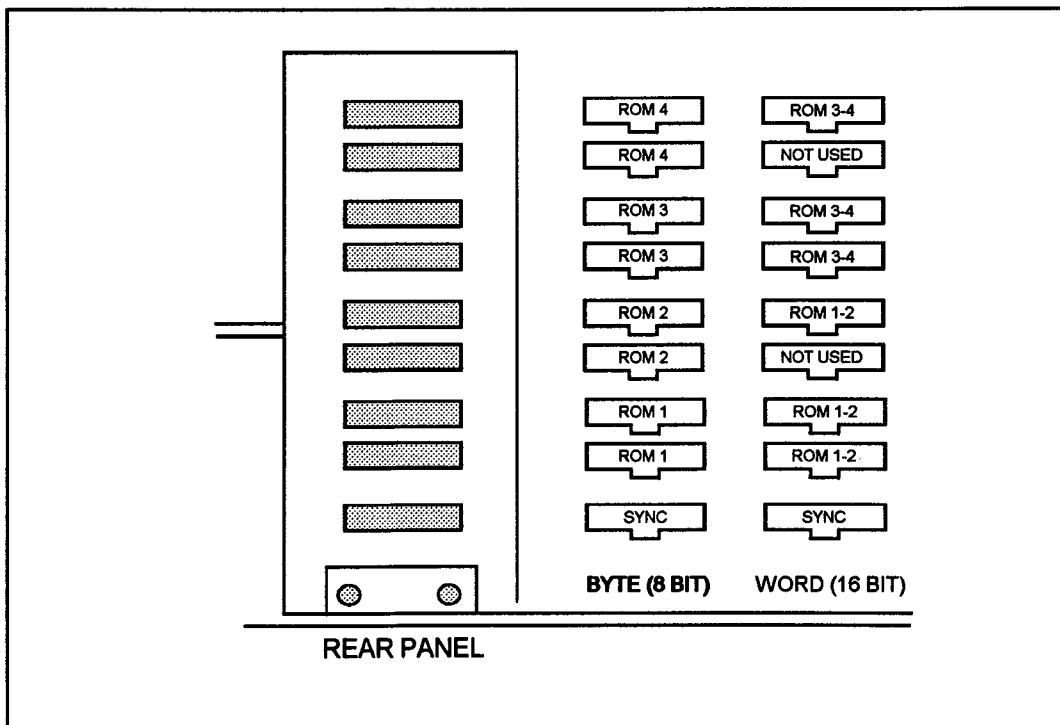 ROM 4 ROM 3-4
ROM 4 NOT USED
ROM 3 ROM 3-4
ROM 3 ROM 3-4
ROM 2 ROM 1-2
ROM 2 NOT USED
ROM 1 ROM 1-2
ROM 1 ROM 1-2
SYNC SYNC
BYTE (8 BIT) WORD (16 BIT)
REAR PANEL